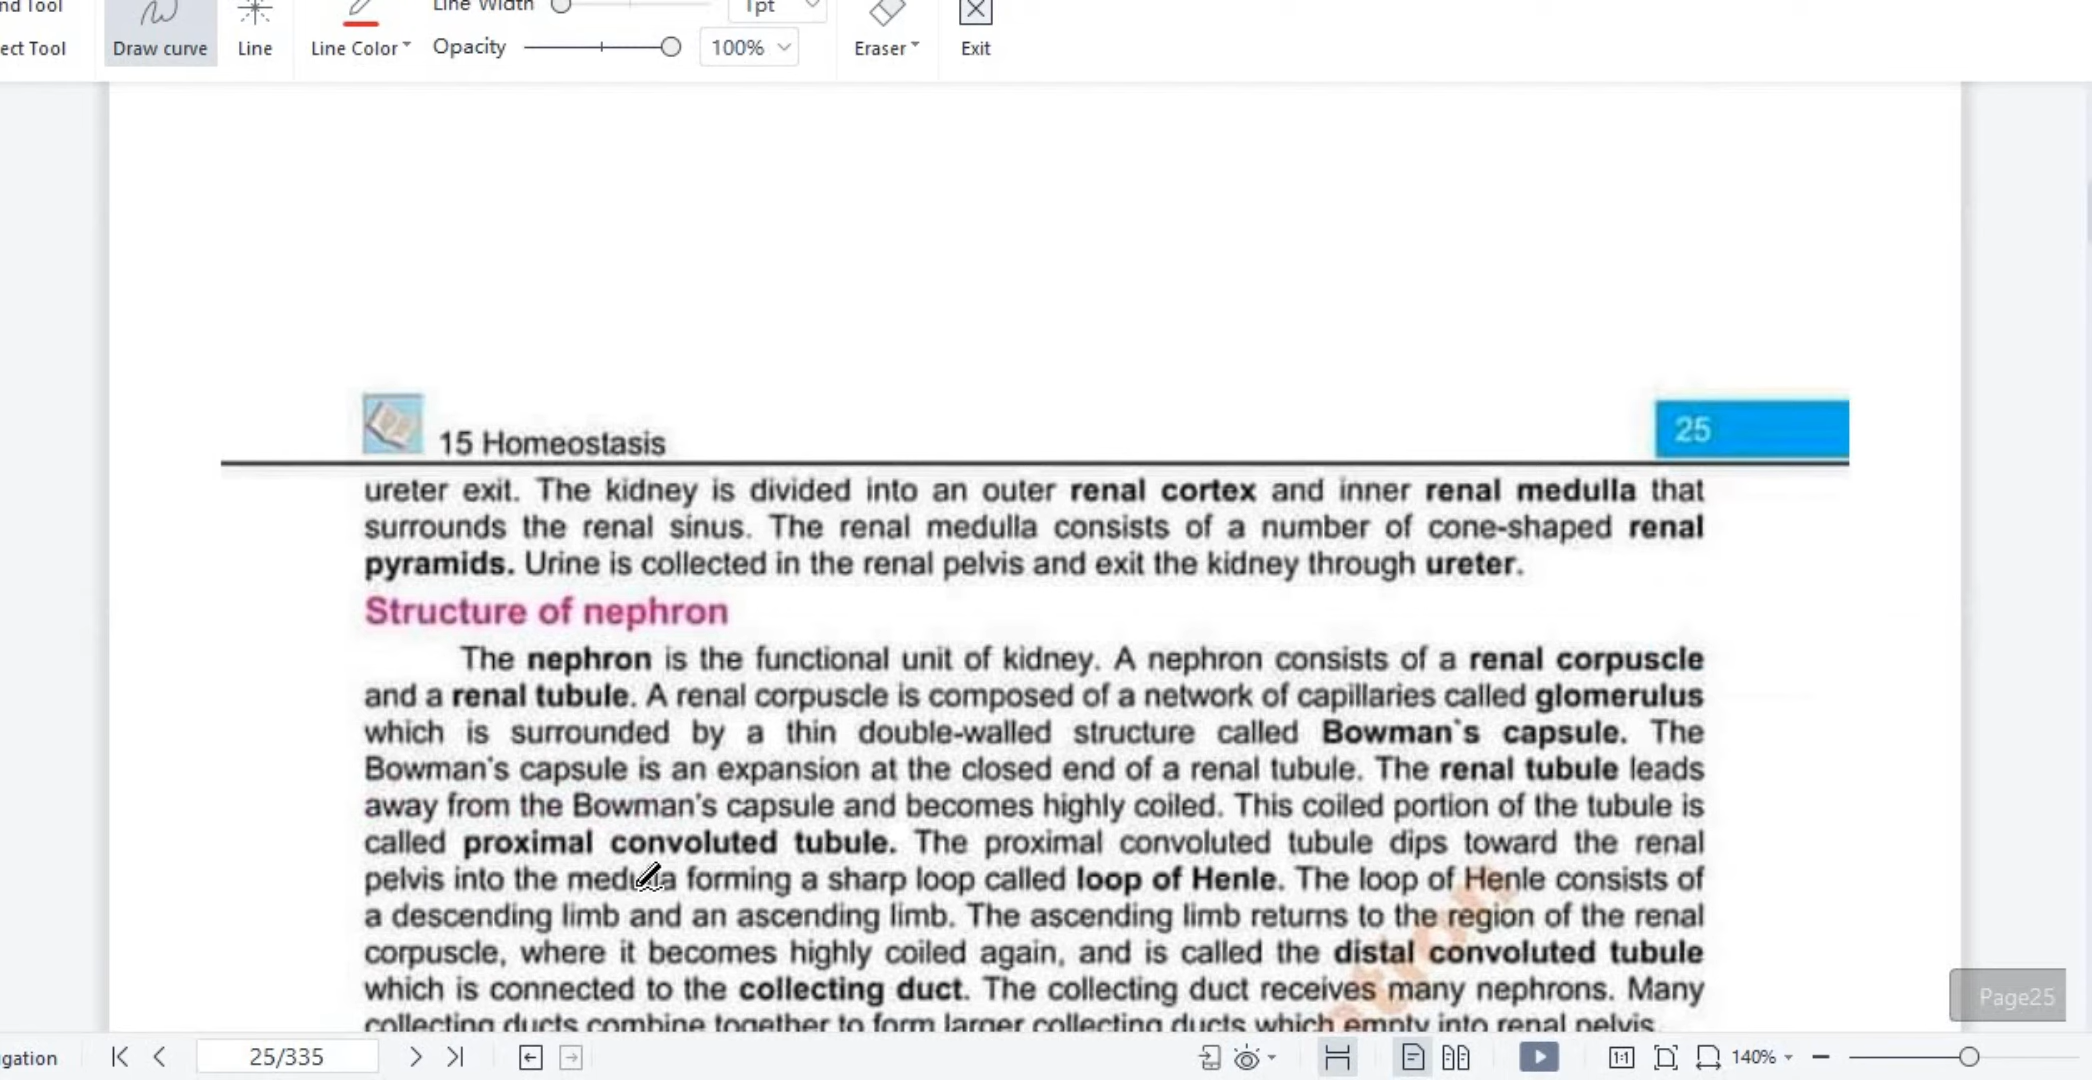 nd Tool
Line Width
1pt
ect Tool
Draw curve
Line
Line Color
Opacity
100%
Eraser
Exit
15 Homeostasis
25
ureter exit. The kidney is divided into an outer renal cortex and inner renal medulla that
surrounds the renal sinus. The renal medulla consists of a number of cone-shaped renal
pyramids. Urine is collected in the renal pelvis and exit the kidney through ureter.
Structure of nephron
The nephron is the functional unit of kidney. A nephron consists of a renal corpuscle
and a renal tubule. A renal corpuscle is composed of a network of capillaries called glomerulus
which is surrounded by a thin double-walled structure called Bowman`s capsule. The
Bowman's capsule is an expansion at the closed end of a renal tubule. The renal tubule leads
away from the Bowman's capsule and becomes highly coiled. This coiled portion of the tubule is
called proximal convoluted tubule. The proximal convoluted tubule dips toward the renal
pelvis into the medulla forming a sharp loop called loop of Henle. The loop of Henle consists of
a descending limb and an ascending limb. The ascending limb returns to the region of the renal
corpuscle, where it becomes highly coiled again, and is called the distal convoluted tubule
which is connected to the collecting duct. The collecting duct receives many nephrons. Many
collecting ducts combine together to form larger collecting ducts which empty into renal pelvis.
Page25
gation
25/335
1:1
140%